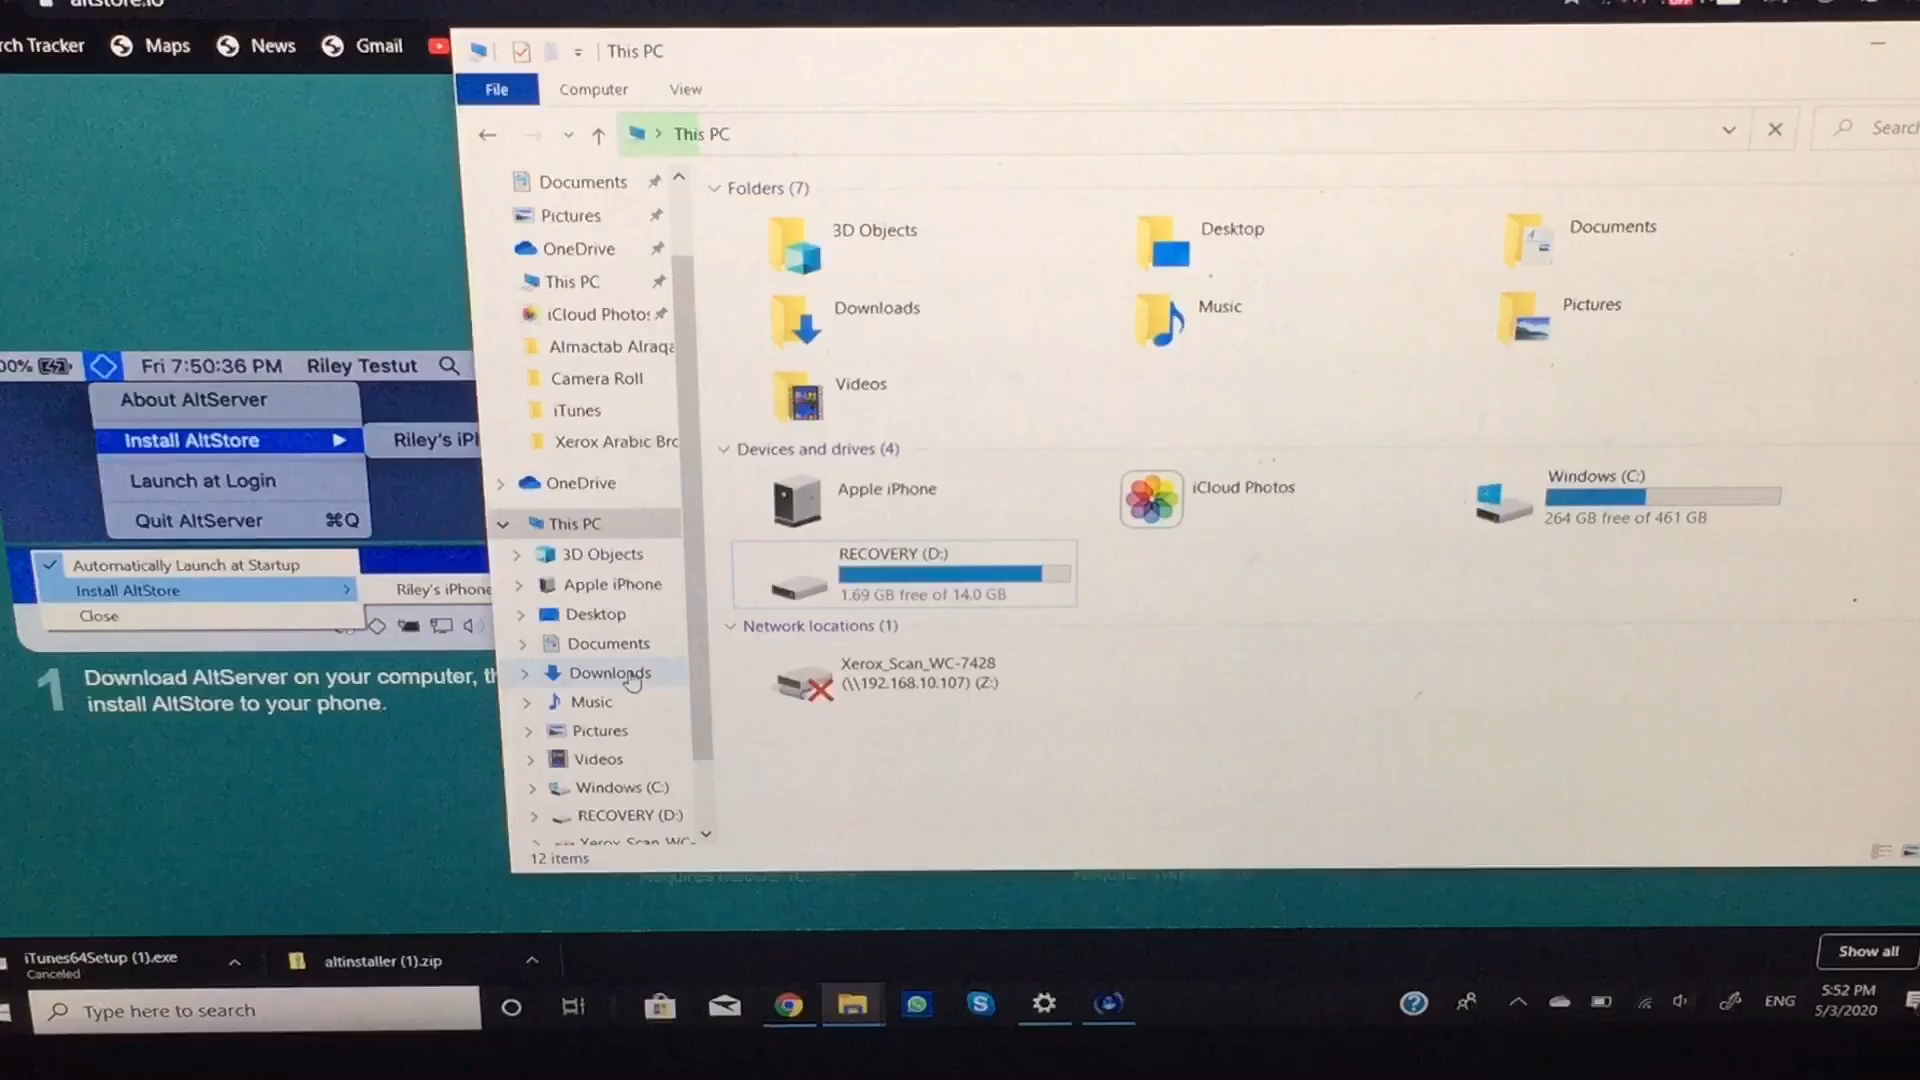 altstore.io
rch Tracker
Maps
News
Gmail
This PC
File
Computer
View
This PC
Search
Documents
Pictures
OneDrive
This PC
iCloud Photos
Almactab Alraqa
Camera Roll
iTunes
Xerox Arabic Bro
OneDrive
This PC
3D Objects
Apple iPhone
Desktop
Documents
Downloads
Music
Pictures
Videos
Windows (C:)
RECOVERY (D:)
Xerox_Scan_WC-
12 items
Folders (7)
3D Objects
Desktop
Documents
Downloads
Music
Pictures
Videos
Devices and drives (4)
Apple iPhone
iCloud Photos
Windows (C:)
264 GB free of 461 GB
RECOVERY (D:)
1.69 GB free of 14.0 GB
Network locations (1)
Xerox_Scan_WC-7428
(\\192.168.10.107) (Z:)
00%
Fri 7:50:36 PM
Riley Testut
About AltServer
Install AltStore
Riley's iPh
Launch at Login
Quit AltServer ⌘Q
Automatically Launch at Startup
Install AltStore
Riley's iPhone
Close
1
Download AltServer on your computer, th
install AltStore to your phone.
iTunes64Setup (1).exe
Canceled
altinstaller (1).zip
Show all
Type here to search
ENG
5:52 PM
5/3/2020